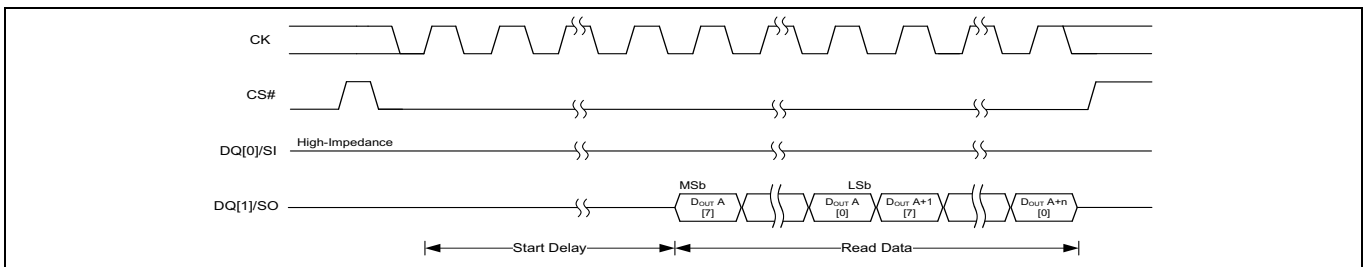 CK
CS#
DQ[0]/SI
High-Impedance
DQ[1]/SO
MSb
LSb
DOUT A
[7]
DOUT A
[0]
DOUT A+1
[7]
DOUT A+n
[0]
Start Delay
Read Data